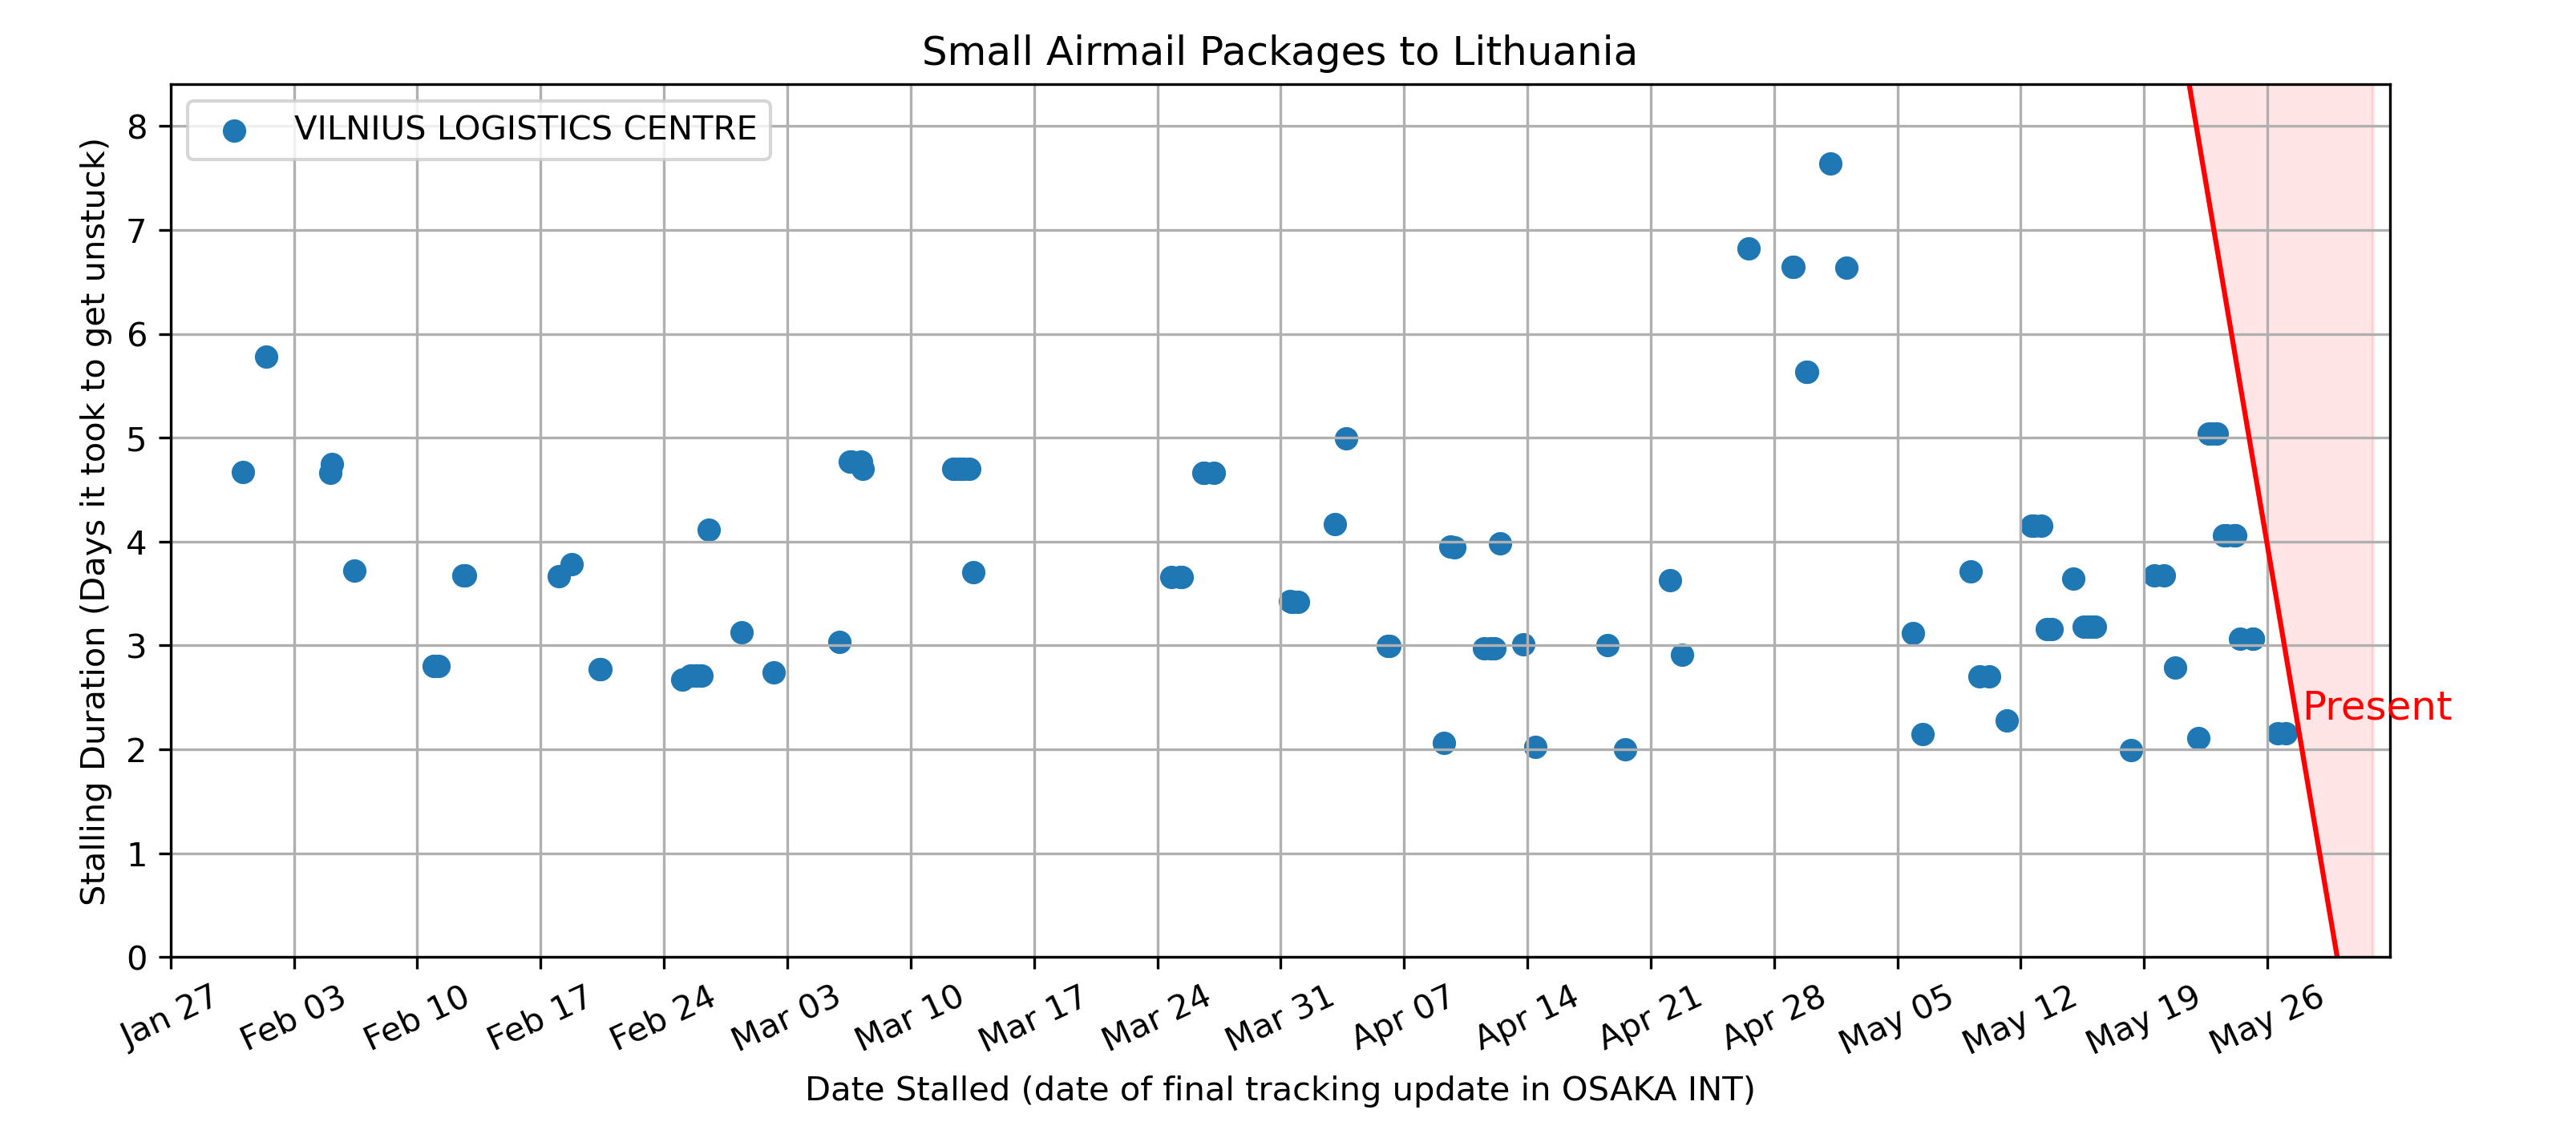 Small Airmail Packages to Lithuania
VILNIUS LOGISTICS CENTRE
Stalling Duration (Days it took to get unstuck)
8
7
6
5
4
3
2
1
0
Present
Jan 27
Feb 03
Feb 10
Feb 17
Feb 24
Mar 03
Mar 10
Mar 17
Mar 24
Mar 31
Apr 07
Apr 14
Apr 21
Apr 28
May 05
May 12
May 19
May 26
Date Stalled (date of final tracking update in OSAKA INT)